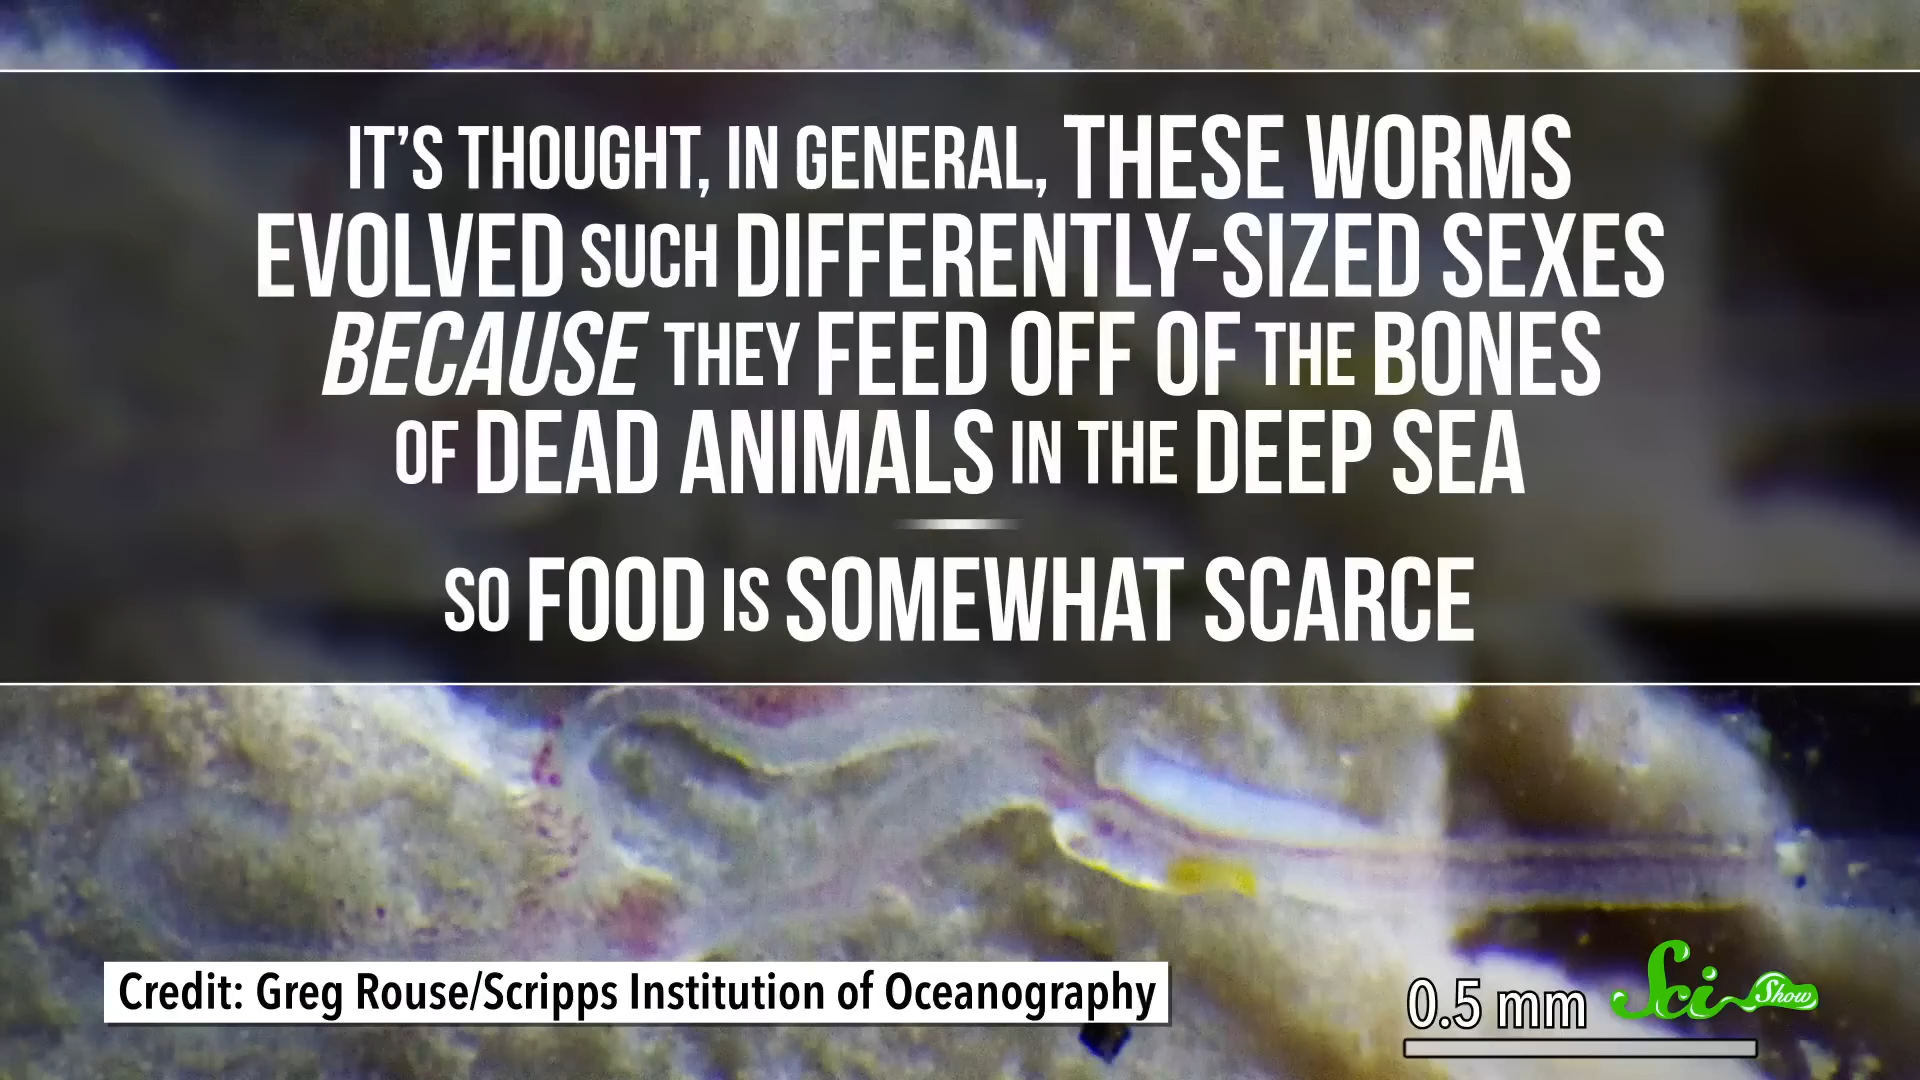 IT'S THOUGHT, IN GENERAL, THESE WORMS
EVOLVED SUCH DIFFERENTLY-SIZED SEXES
BECAUSE THEY FEED OFF OF THE BONES
OF DEAD ANIMALS IN THE DEEP SEA
SO FOOD IS SOMEWHAT SCARCE
Credit: Greg Rouse/Scripps Institution of Oceanography
0.5 mm
Sci Show